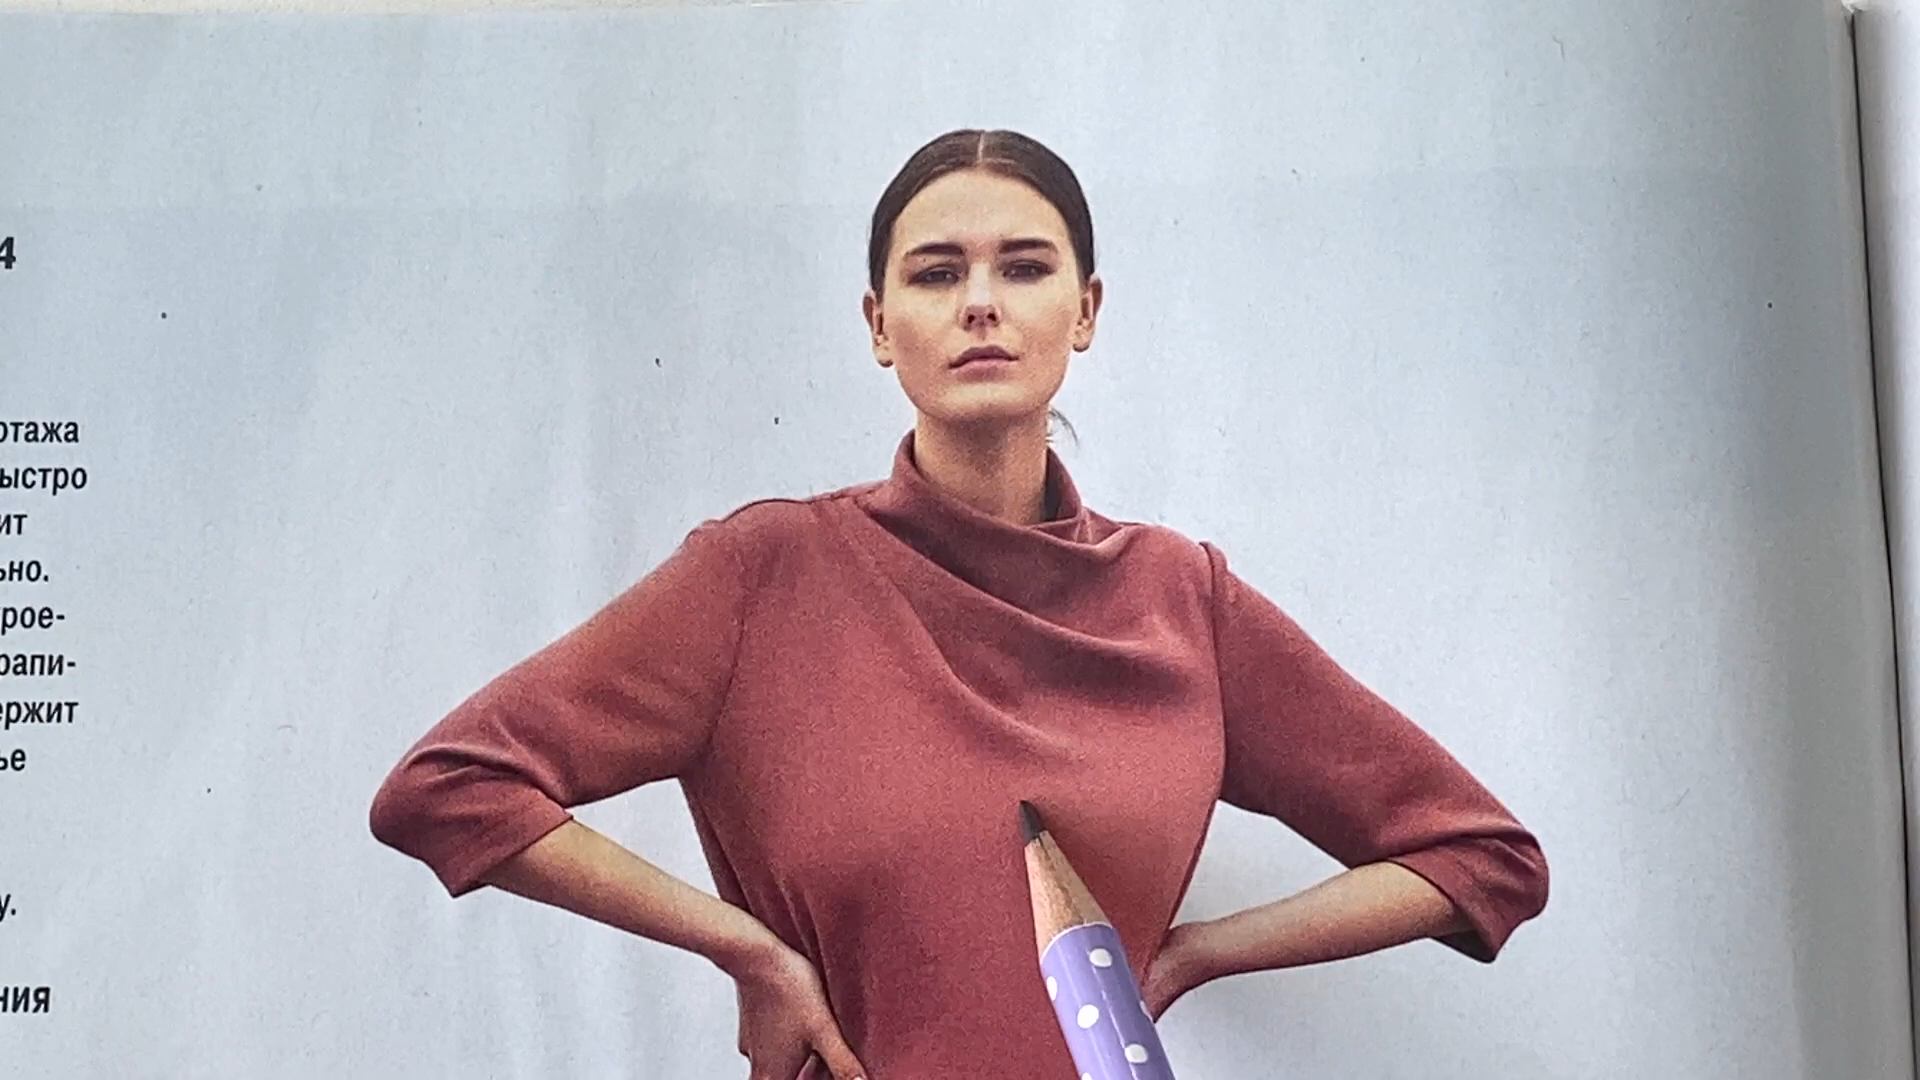 4
отажа
ыстро
ит
ьно.
рое-
рапи-
ержит
ье
у.
ния